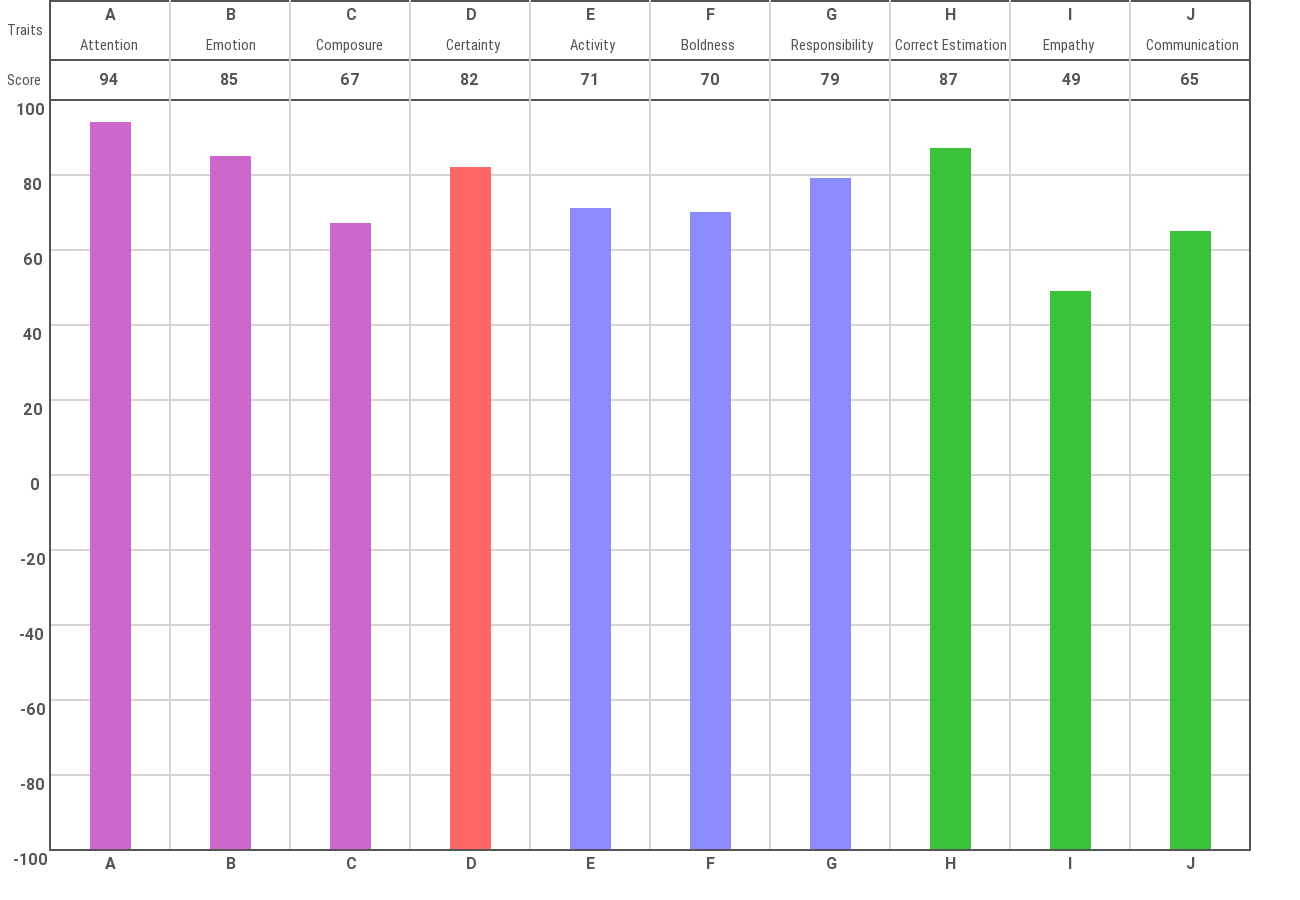 A B C D E F G H I J
Traits
Attention Emotion Composure Certainty Activity Boldness Responsibility Correct Estimation Empathy Communication
Score 94 85 67 82 71 70 79 87 49 65
100
80
60
40
20
0
-20
-40
-60
-80
-100
A B C D E F G H I J